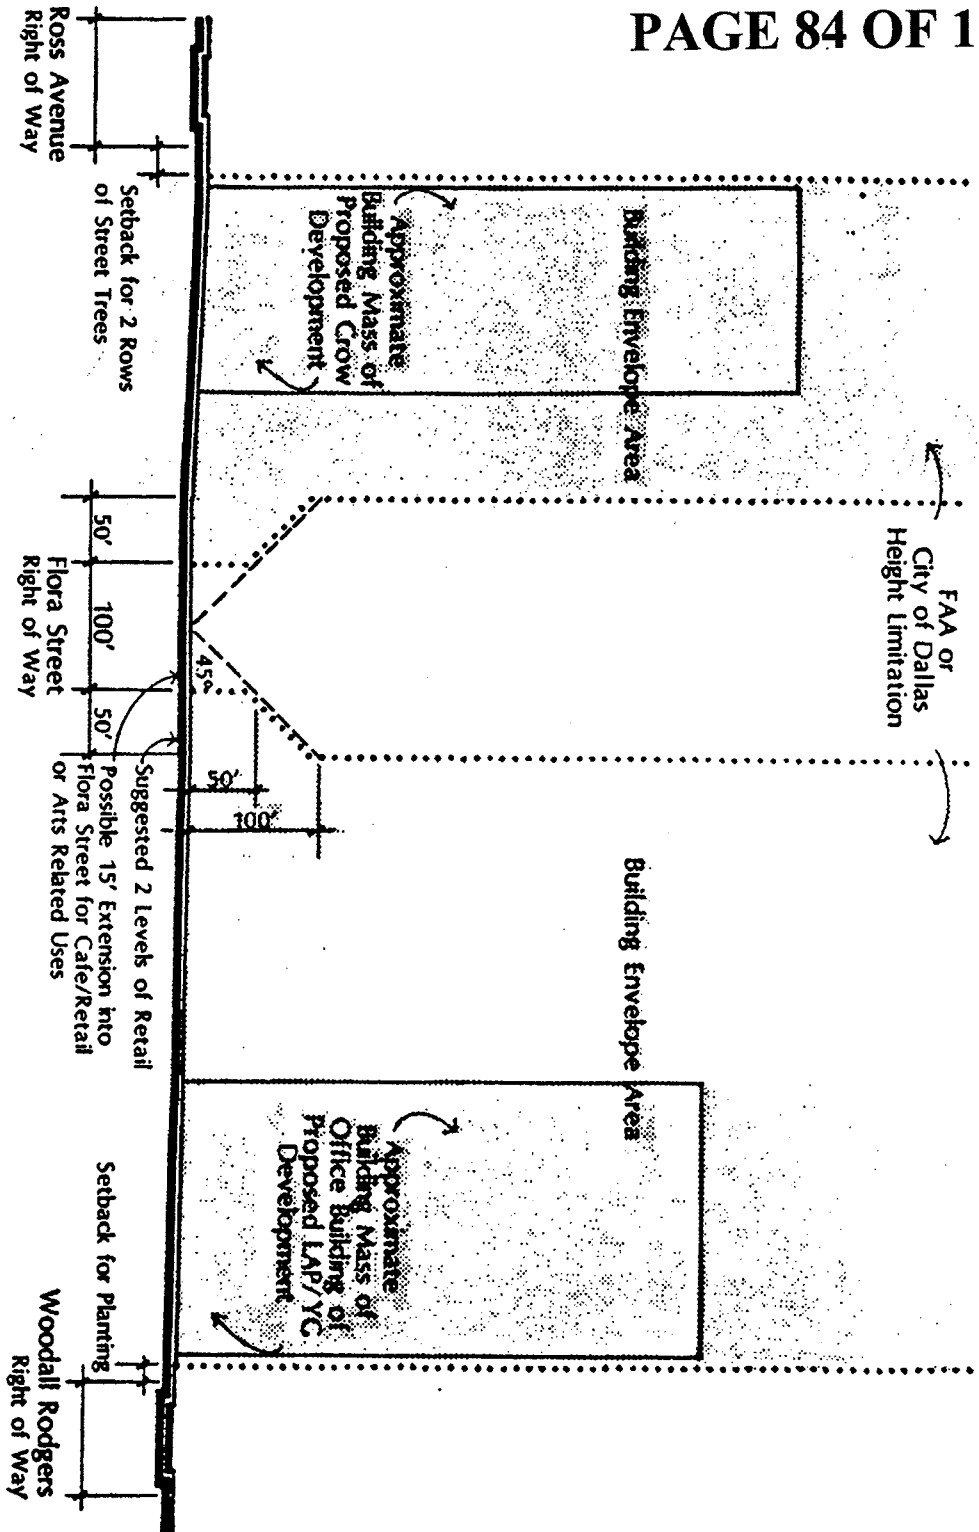 PAGE 84 OF 1
FAA or
City of Dallas
Height Limitation
Building Envelope Area
Building Envelope Area
Approximate
Building Mass of
Proposed Crow
Development
Approximate
Building Mass of
Office Building of
Proposed LAP/YC
Development
45°
50'
100'
Ross Avenue
Right of Way
Setback for 2 Rows
of Street Trees
50'
100'
50'
Flora Street
Right of Way
Suggested 2 Levels of Retail
Possible 15' Extension into
Flora Street for Cafe/Retail
or Arts Related Uses
Setback for Planting
Woodall Rodgers
Right of Way